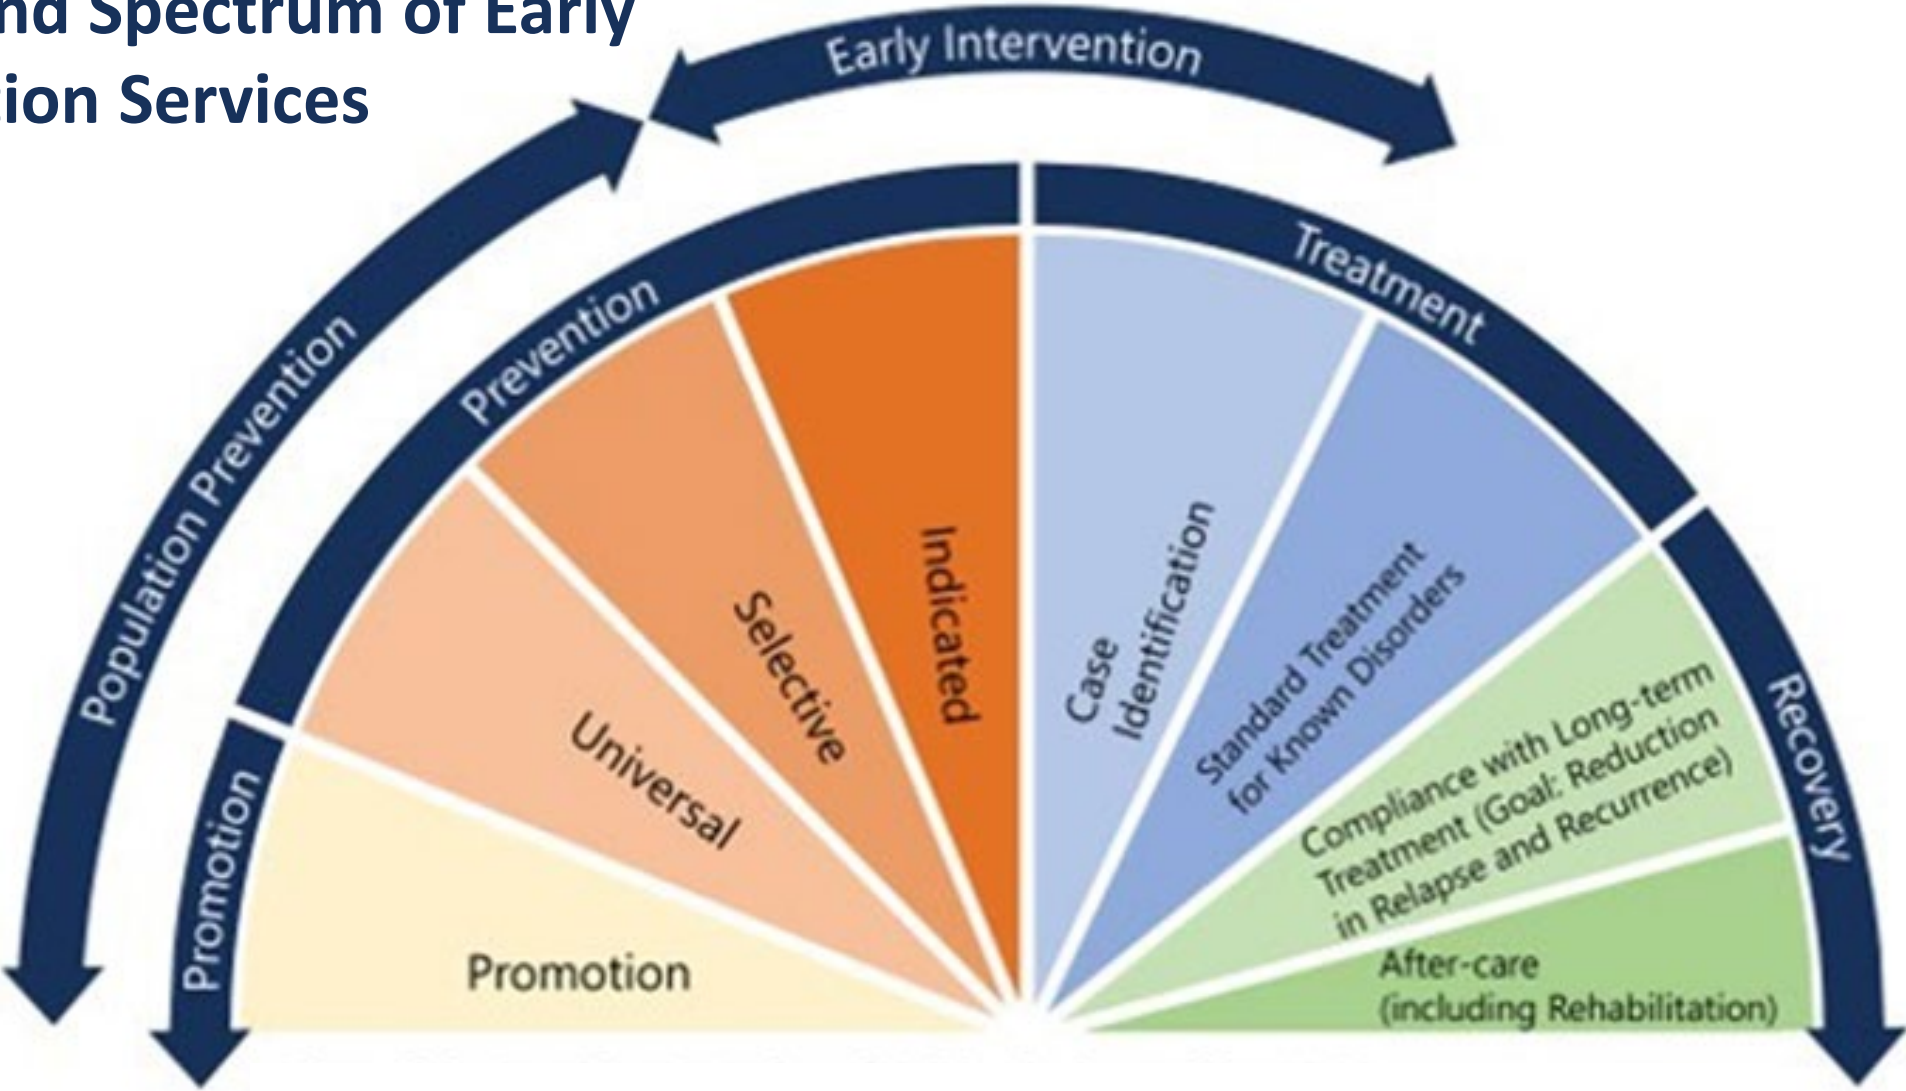 nd Spectrum of Early
tion Services
Early Intervention
Population Prevention
Prevention
Treatment
Promotion
Recovery
Promotion
Universal
Selective
Indicated
Case
Identification
Standard Treatment
for Known Disorders
Compliance with Long-term
Treatment (Goal: Reduction
in Relapse and Recurrence)
After-care
(including Rehabilitation)